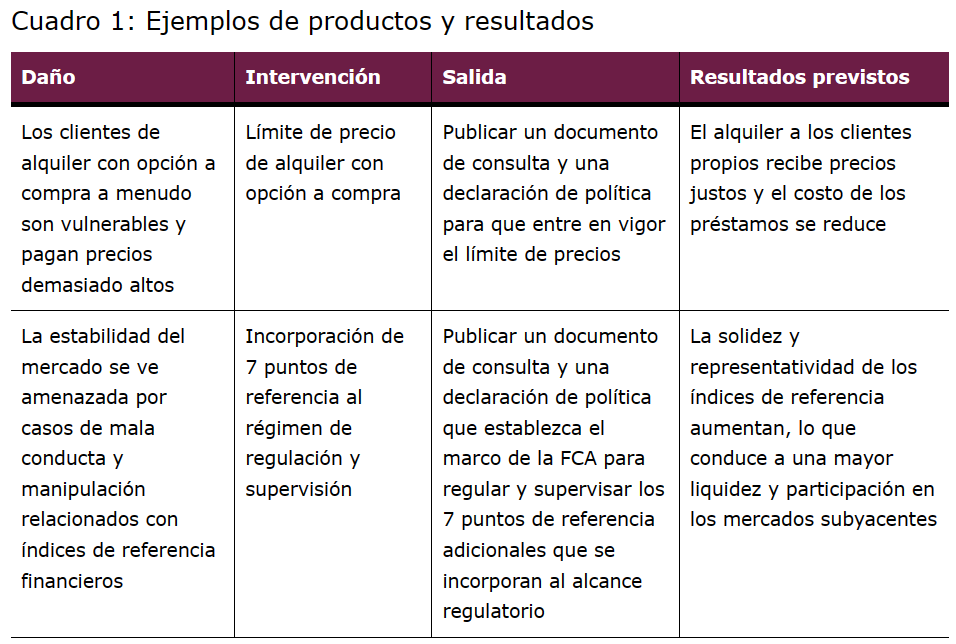 Cuadro 1: Ejemplos de productos y resultados
Daño
Intervención
Salida
Resultados previstos
Los clientes de
alquiler con opción a
compra a menudo
son vulnerables y
pagan precios
demasiado altos
Límite de precio
de alquiler con
opción a compra
Publicar un documento
de consulta y una
declaración de política
para que entre en vigor
el límite de precios
El alquiler a los clientes
propios recibe precios
justos y el costo de los
préstamos se reduce
La estabilidad del
mercado se ve
amenazada por
casos de mala
conducta y
manipulación
relacionados con
índices de referencia
financieros
Incorporación de
7 puntos de
referencia al
régimen de
regulación y
supervisión
Publicar un documento
de consulta y una
declaración de política
que establezca el
marco de la FCA para
regular y supervisar los
7 puntos de referencia
adicionales que se
incorporan al alcance
regulatorio
La solidez y
representatividad de los
índices de referencia
aumentan, lo que
conduce a una mayor
liquidez y participación en
los mercados subyacentes